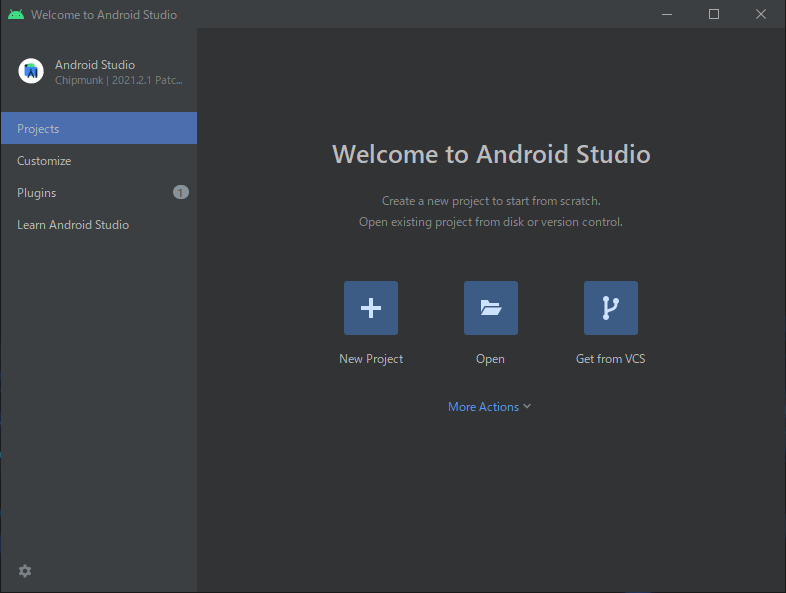 Welcome to Android Studio
Android Studio
Chipmunk | 2021.2.1 Patc...
Projects
Customize
Plugins 1
Learn Android Studio
Welcome to Android Studio
Create a new project to start from scratch.
Open existing project from disk or version control.
New Project
Open
Get from VCS
More Actions